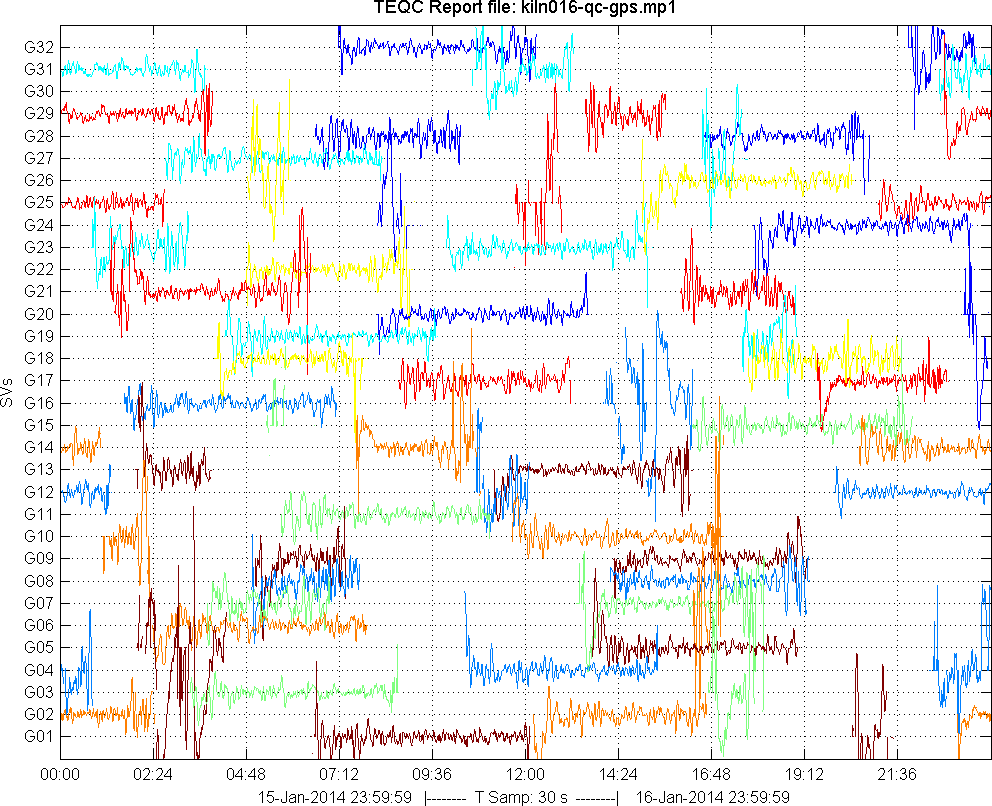 TEQC Report file: kiln016-qc-gps.mp1
G32
G31
G30
G29
G28
G27
G26
G25
G24
G23
G22
G21
G20
G19
G18
G17
G16
G15
G14
G13
G12
G11
G10
G09
G08
G07
G06
G05
G04
G03
G02
G01
SVs
00:00 02:24 04:48 07:12 09:36 12:00 14:24 16:48 19:12 21:36
15-Jan-2014 23:59:59 |-------- T Samp: 30 s --------| 16-Jan-2014 23:59:59